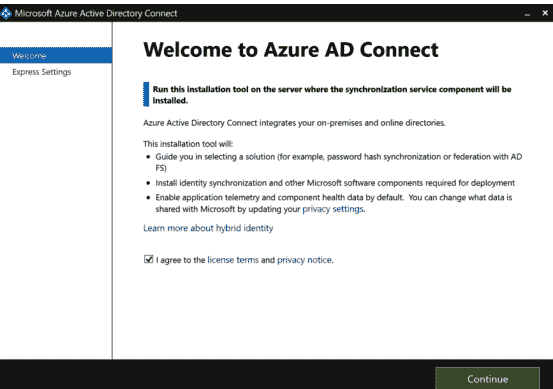 Microsoft Azure Active Directory Connect
Welcome
Express Settings
Welcome to Azure AD Connect
Run this installation tool on the server where the synchronization service component will be
installed.
Azure Active Directory Connect integrates your on-premises and online directories.
This installation tool will:
• Guide you in selecting a solution (for example, password hash synchronization or federation with AD
FS)
• Install identity synchronization and other Microsoft software components required for deployment
• Enable application telemetry and component health data by default. You can change what data is
shared with Microsoft by updating your privacy settings.
Learn more about hybrid identity
I agree to the license terms and privacy notice.
Continue